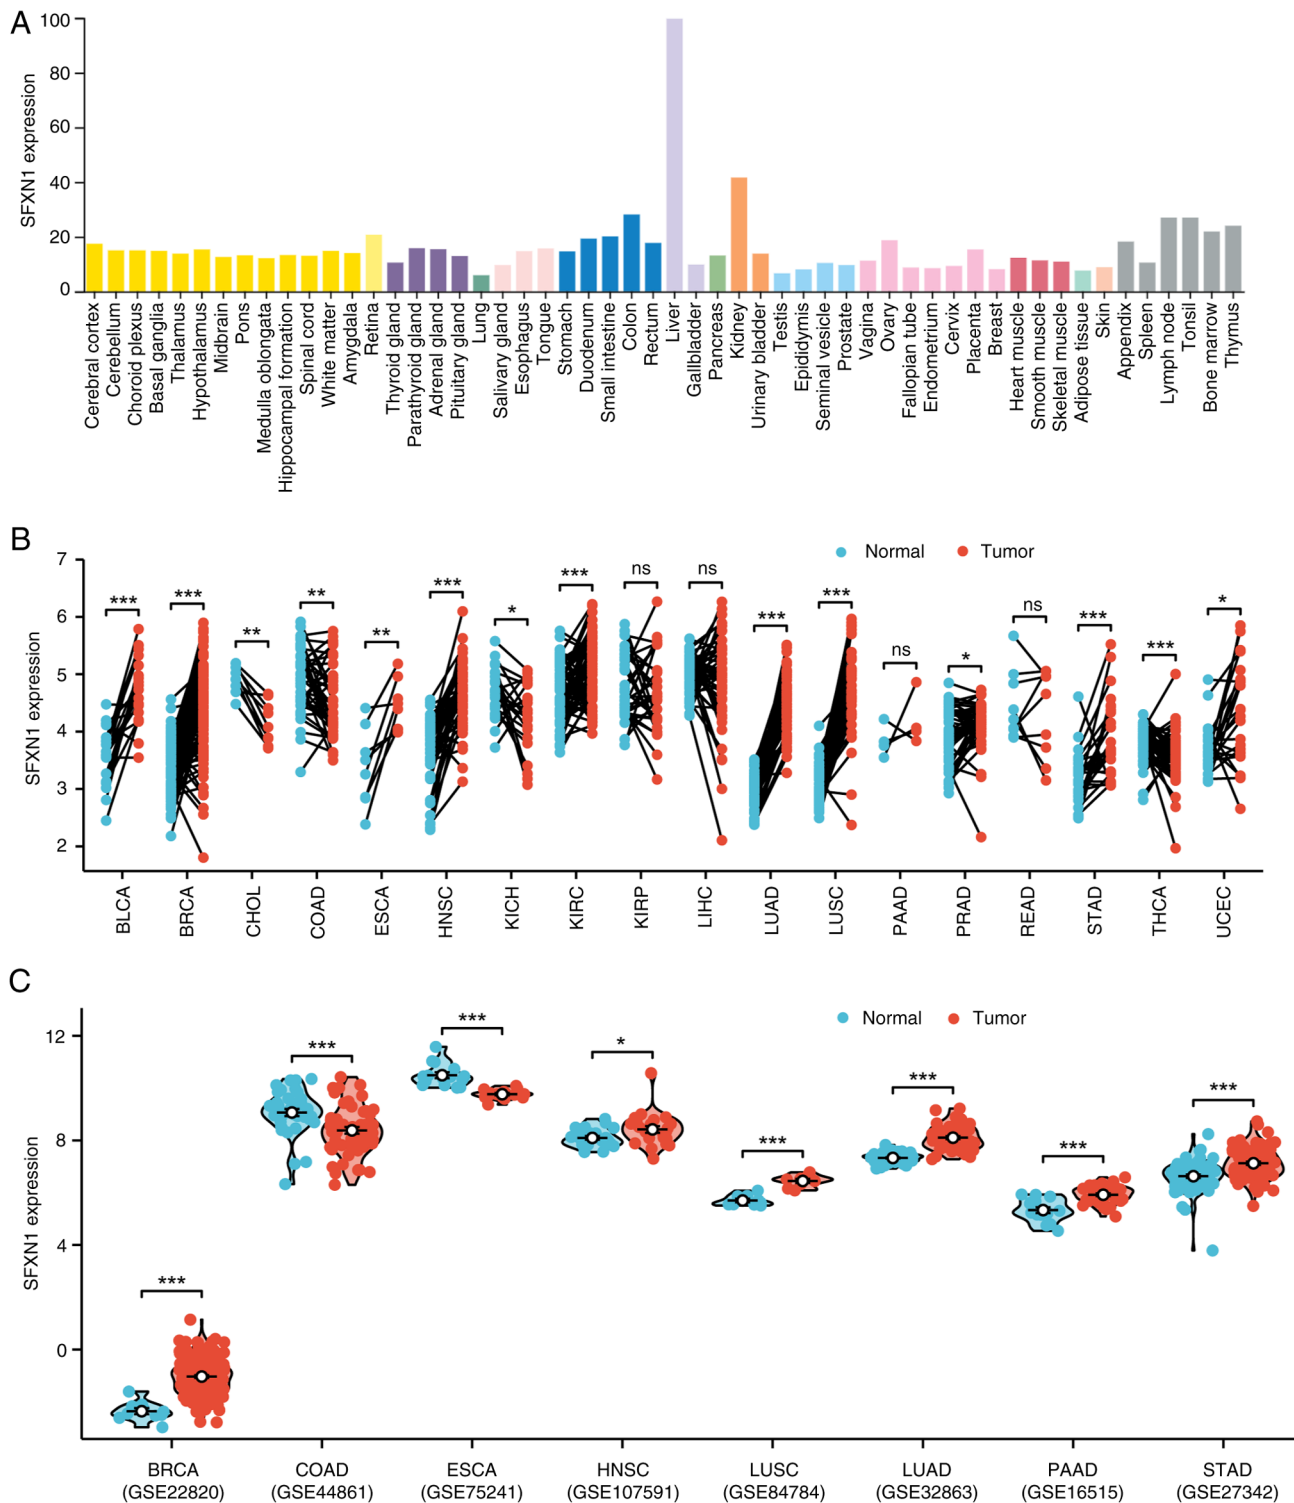 A
SFXN1 expression
100
80
60
40
20
0
Cerebral cortex
Cerebellum
Choroid plexus
Basal ganglia
Thalamus
Hypothalamus
Midbrain
Pons
Medulla oblongata
Hippocampal formation
Spinal cord
White matter
Amygdala
Retina
Thyroid gland
Parathyroid gland
Adrenal gland
Pituitary gland
Lung
Salivary gland
Esophagus
Tongue
Stomach
Duodenum
Small intestine
Colon
Rectum
Liver
Gallbladder
Pancreas
Kidney
Urinary bladder
Testis
Epididymis
Seminal vesicle
Prostate
Vagina
Ovary
Fallopian tube
Endometrium
Cervix
Placenta
Breast
Heart muscle
Smooth muscle
Skeletal muscle
Adipose tissue
Skin
Appendix
Spleen
Lymph node
Tonsil
Bone marrow
Thymus
B
Normal Tumor
SFXN1 expression
7
6
5
4
3
2
*** *** ** ** ** *** * *** ns ns *** *** ns * ns *** *** *
BLCA
BRCA
CHOL
COAD
ESCA
HNSC
KICH
KIRC
KIRP
LIHC
LUAD
LUSC
PAAD
PRAD
READ
STAD
THCA
UCEC
C
Normal Tumor
SFXN1 expression
12
8
4
0
*** *** *** * *** *** *** ***
BRCA COAD ESCA HNSC LUSC LUAD PAAD STAD
(GSE22820) (GSE44861) (GSE75241) (GSE107591) (GSE84784) (GSE32863) (GSE16515) (GSE27342)